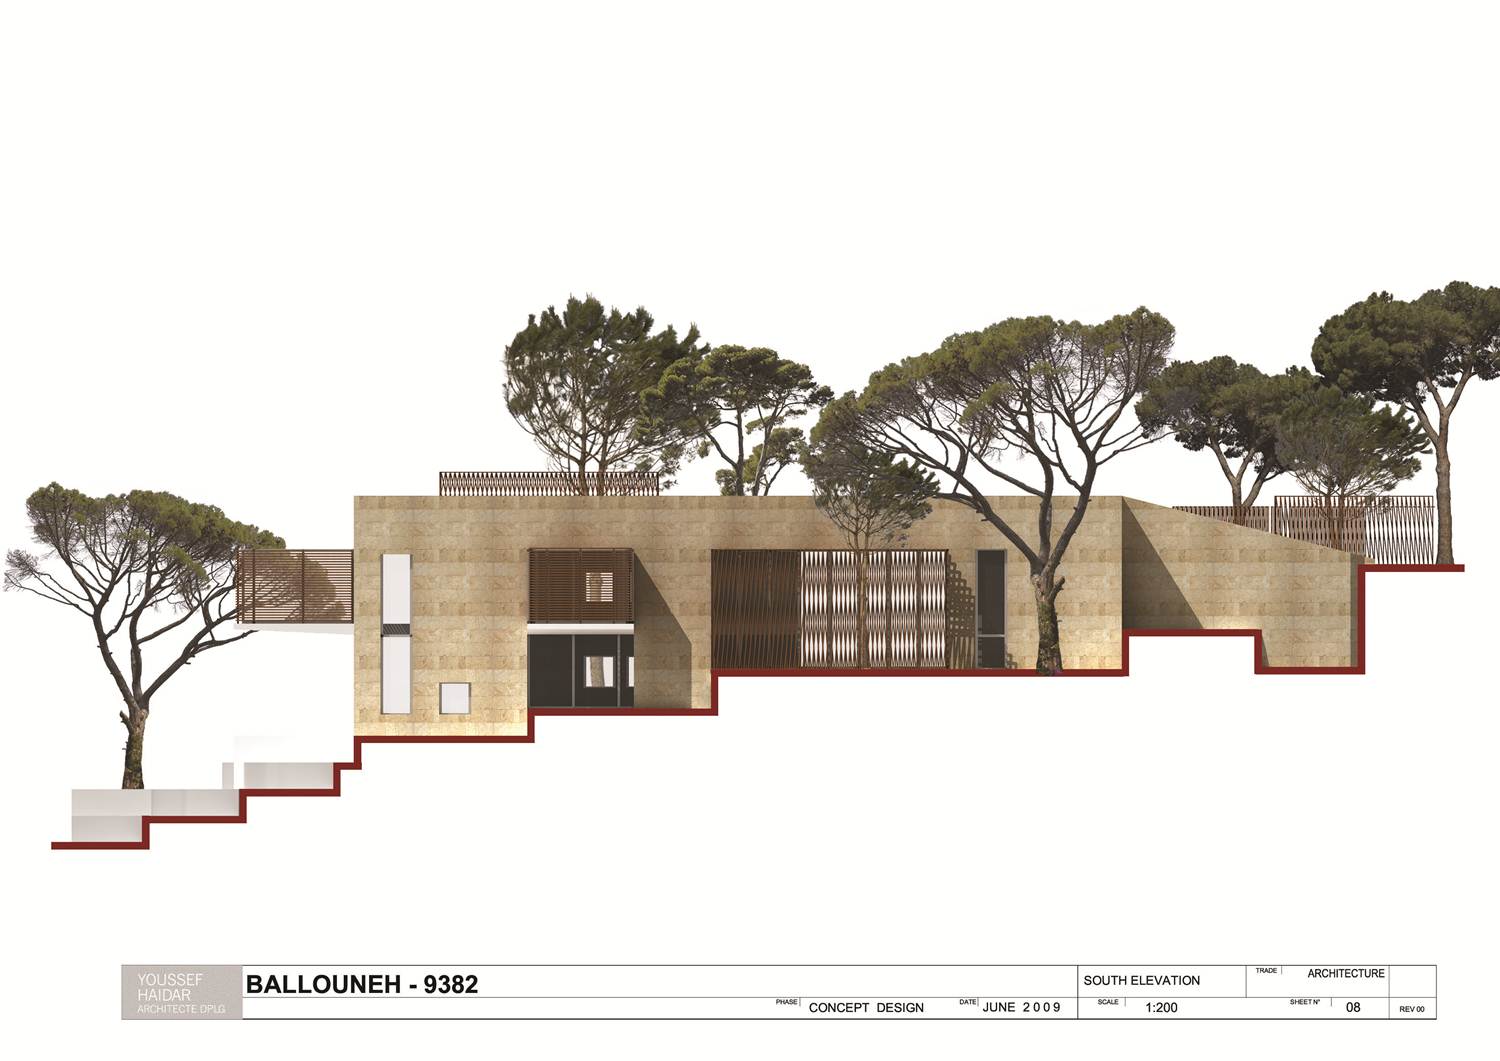 YOUSSEF
HAIDAR
ARCHITECTE DPLG
BALLOUNEH - 9382
PHASE CONCEPT DESIGN DATE JUNE 2009
SOUTH ELEVATION
SCALE 1:200
TRADE ARCHITECTURE
SHEET N° 08 REV 00